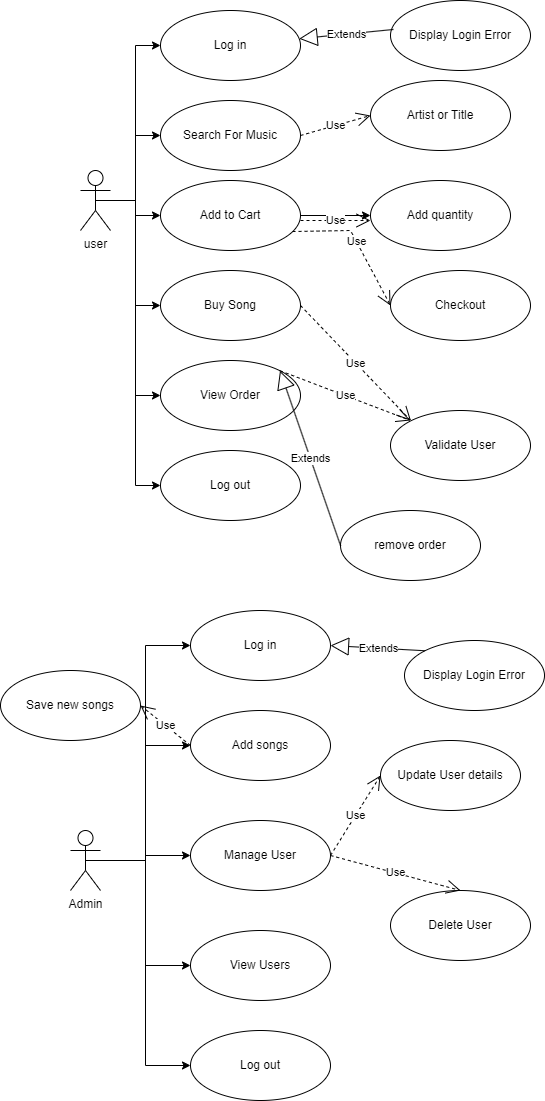 Log in
Extends
Display Login Error
Search For Music
Use
Artist or Title
user
Add to Cart
Use
Add quantity
Use
Checkout
Buy Song
Use
View Order
Use
Validate User
Log out
Extends
remove order
Log in
Extends
Display Login Error
Save new songs
Use
Add songs
Update User details
Use
Manage User
Use
Admin
Delete User
View Users
Log out